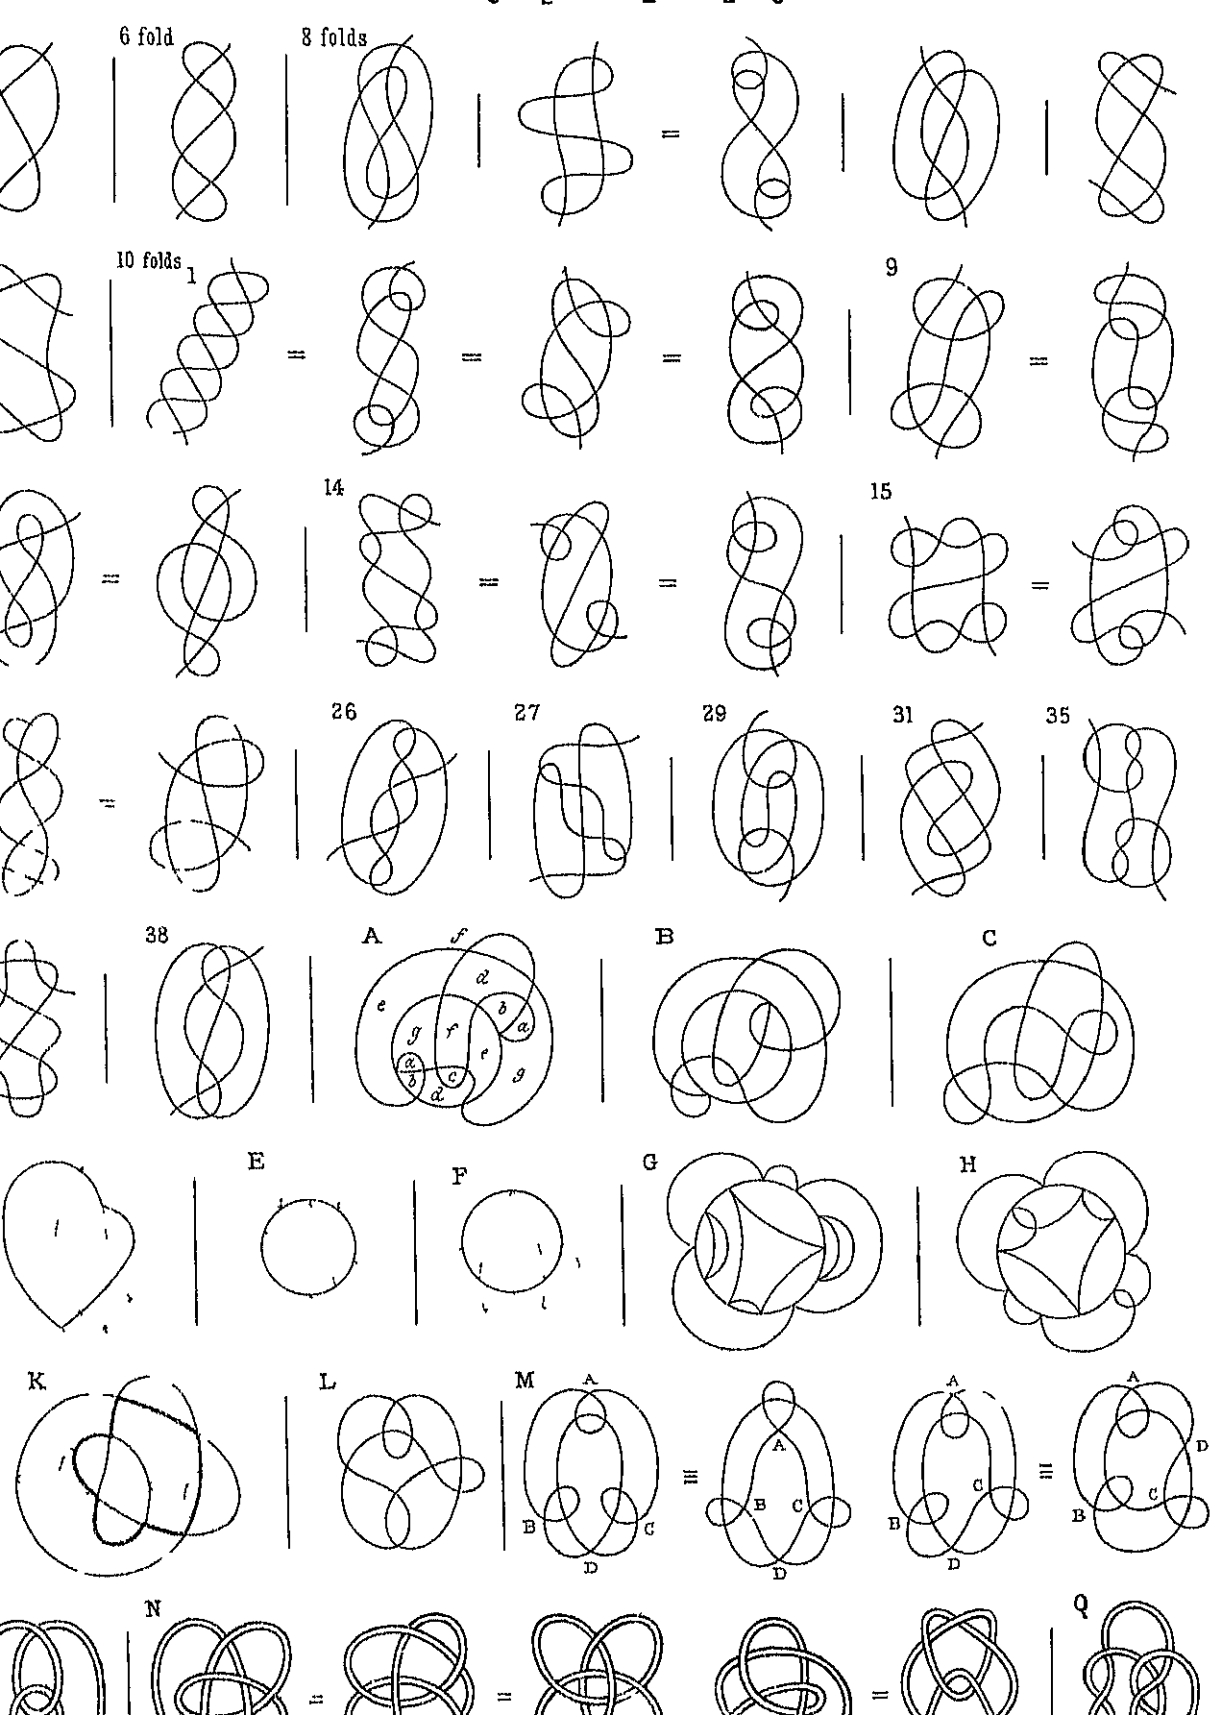 6 fold 8 folds
=
10 folds 1 9
= = = =
14 15
= = = =
26 27 29 31 35
=
38 A B C
f
d
e b
g f a
a e
b c g
d
E F G H
K L M A A A A
≡ ≡
A D
B C C C
B C B B
D D D
N Q
= = =